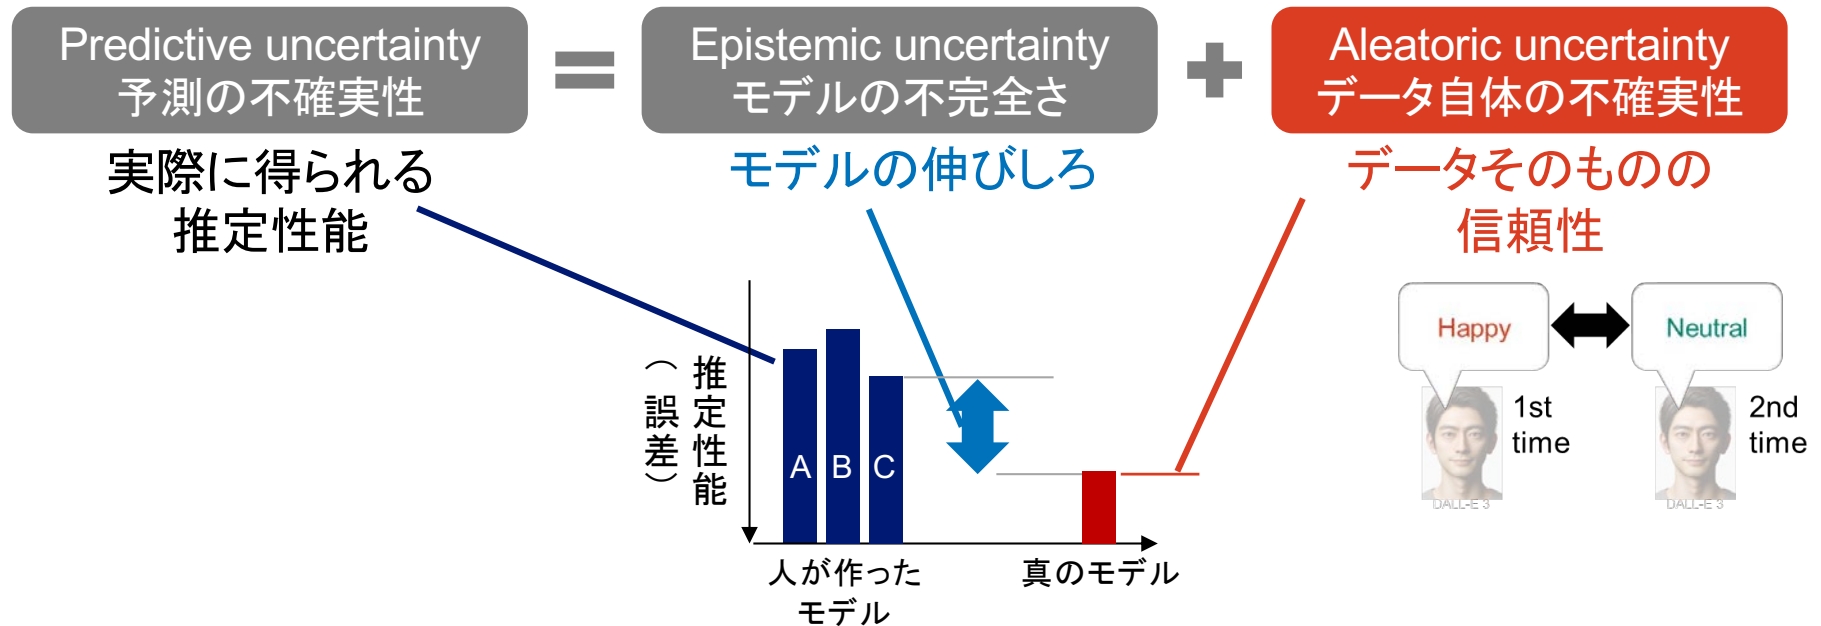 Predictive uncertainty
予測の不確実性
=
Epistemic uncertainty
モデルの不完全さ
+
Aleatoric uncertainty
データ自体の不確実性
実際に得られる
推定性能
モデルの伸びしろ
データそのものの
信頼性
推定性能
（誤差）
A B C
人が作った
モデル
真のモデル
Happy
Neutral
1st
time
2nd
time
DALL-E 3
DALL-E 3